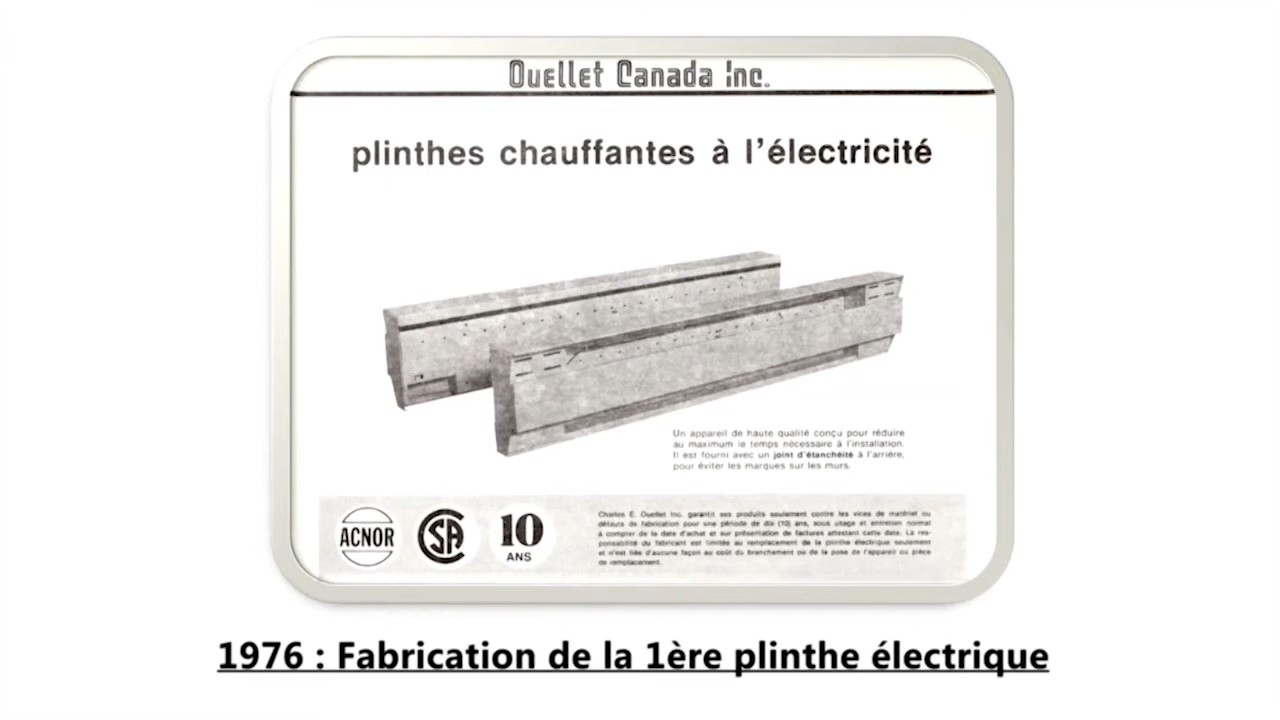 Ouellet Canada Inc.
plinthes chauffantes à l'électricité
Un appareil de haute qualité conçu pour réduire
au maximum le temps nécessaire à l'installation.
Il est fourni avec un joint d'étanchéité à l'arrière,
pour éviter les marques sur les murs.
ACNOR
CSA
10
ANS
Charles E. Ouellet Inc. garantit ses produits seulement contre les vices de matériel ou
défauts de fabrication pour une période de dix (10) ans, sous usage et entretien normal
à compter de la date d'achat et sur présentation de factures attestant cette date. La res-
ponsabilité du fabricant est limitée au remplacement de la plinthe électrique seulement
et n'est liée d'aucune façon au coût du branchement ou de la pose de l'appareil ou pièce
de remplacement.
1976 : Fabrication de la 1ère plinthe électrique